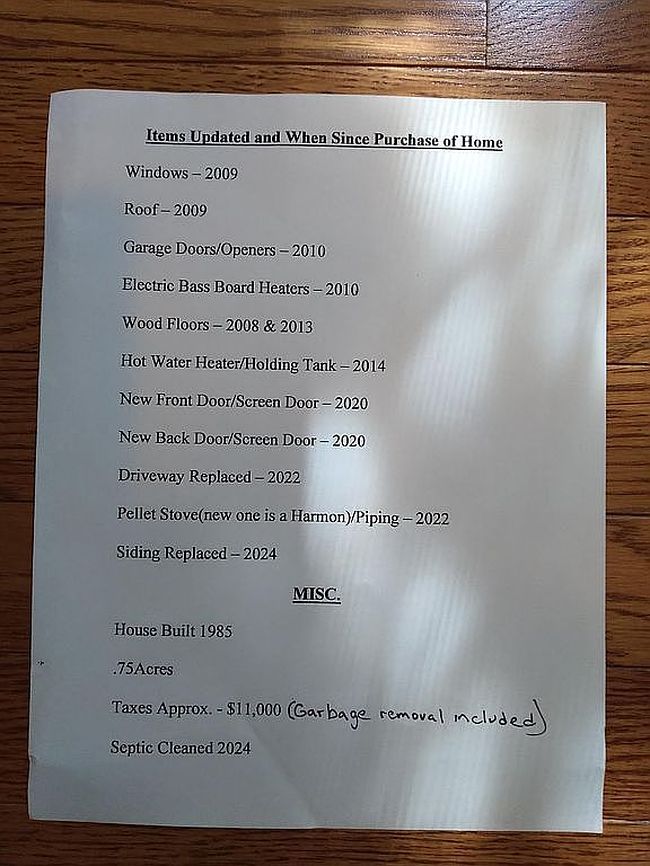 Items Updated and When Since Purchase of Home
Windows – 2009
Roof – 2009
Garage Doors/Openers – 2010
Electric Bass Board Heaters – 2010
Wood Floors – 2008 & 2013
Hot Water Heater/Holding Tank – 2014
New Front Door/Screen Door – 2020
New Back Door/Screen Door – 2020
Driveway Replaced – 2022
Pellet Stove(new one is a Harmon)/Piping – 2022
Siding Replaced – 2024
MISC.
House Built 1985
.75Acres
Taxes Approx. - $11,000 (Garbage removal included)
Septic Cleaned 2024